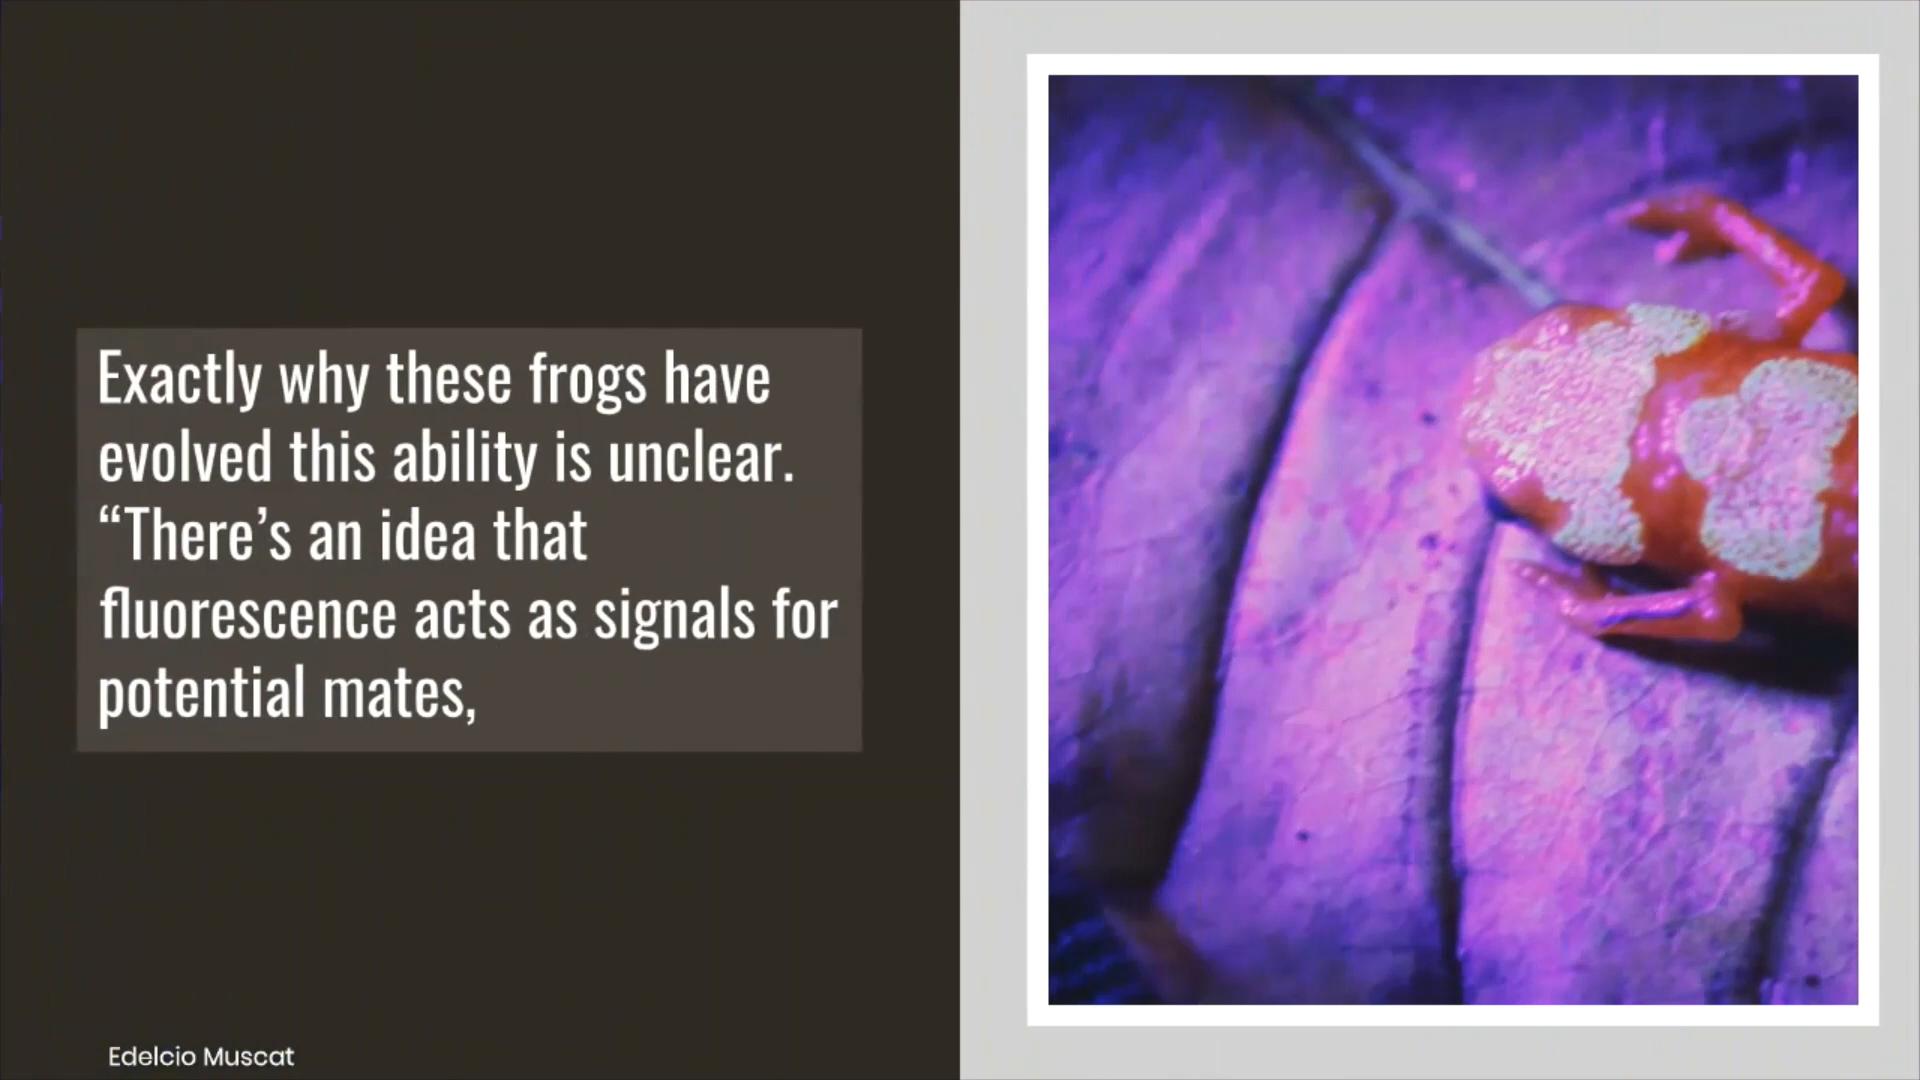 Exactly why these frogs have
evolved this ability is unclear.
“There’s an idea that
fluorescence acts as signals for
potential mates,
Edelcio Muscat